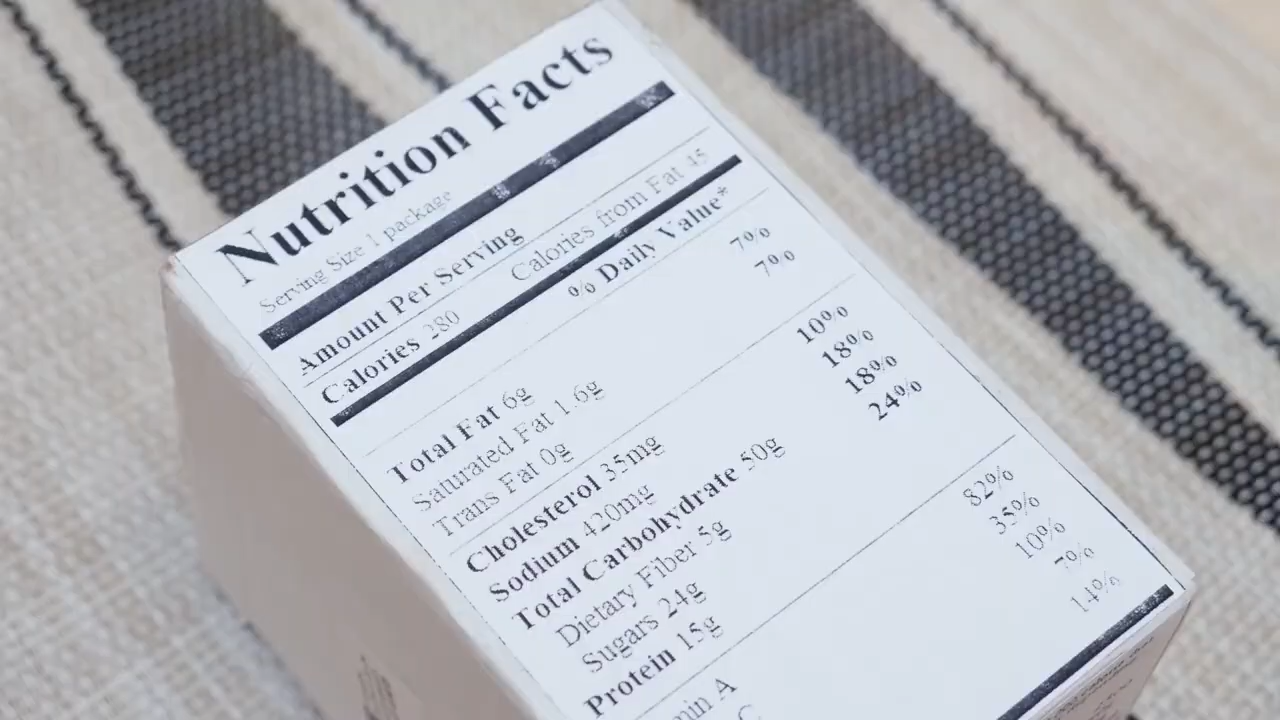 Nutrition Facts
Serving Size 1 package
Amount Per Serving
Calories 280 Calories from Fat 45
% Daily Value*
Total Fat 6g 7%
Saturated Fat 1.6g 7%
Trans Fat 0g
Cholesterol 35mg 10%
Sodium 420mg 18%
Total Carbohydrate 50g 18%
Dietary Fiber 5g 24%
Sugars 24g
Protein 15g
82%
35%
10%
7%
14%